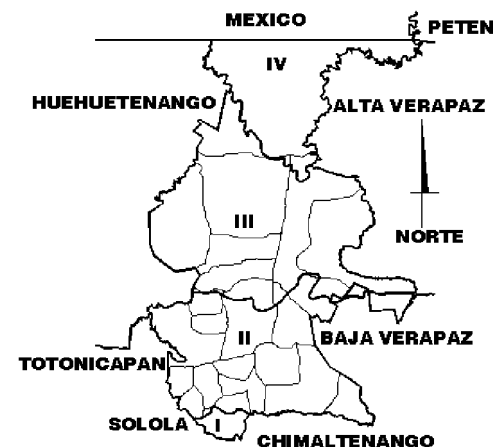 MEXICO
PETEN
IV
HUEHUETENANGO
ALTA VERAPAZ
III
NORTE
II
BAJA VERAPAZ
TOTONICAPAN
SOLOLA
I
CHIMALTENANGO